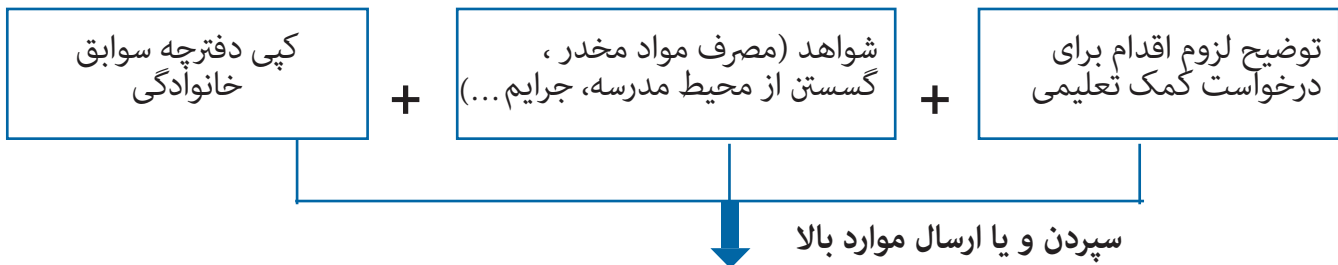 توضیح لزوم اقدام برای
درخواست کمک تعلیمی
+
شواهد (مصرف مواد مخدر ،
گسستن از محیط مدرسه، جرایم ...)
+
کپی دفترچه سوابق
خانوادگی
سپردن و یا ارسال موارد بالا